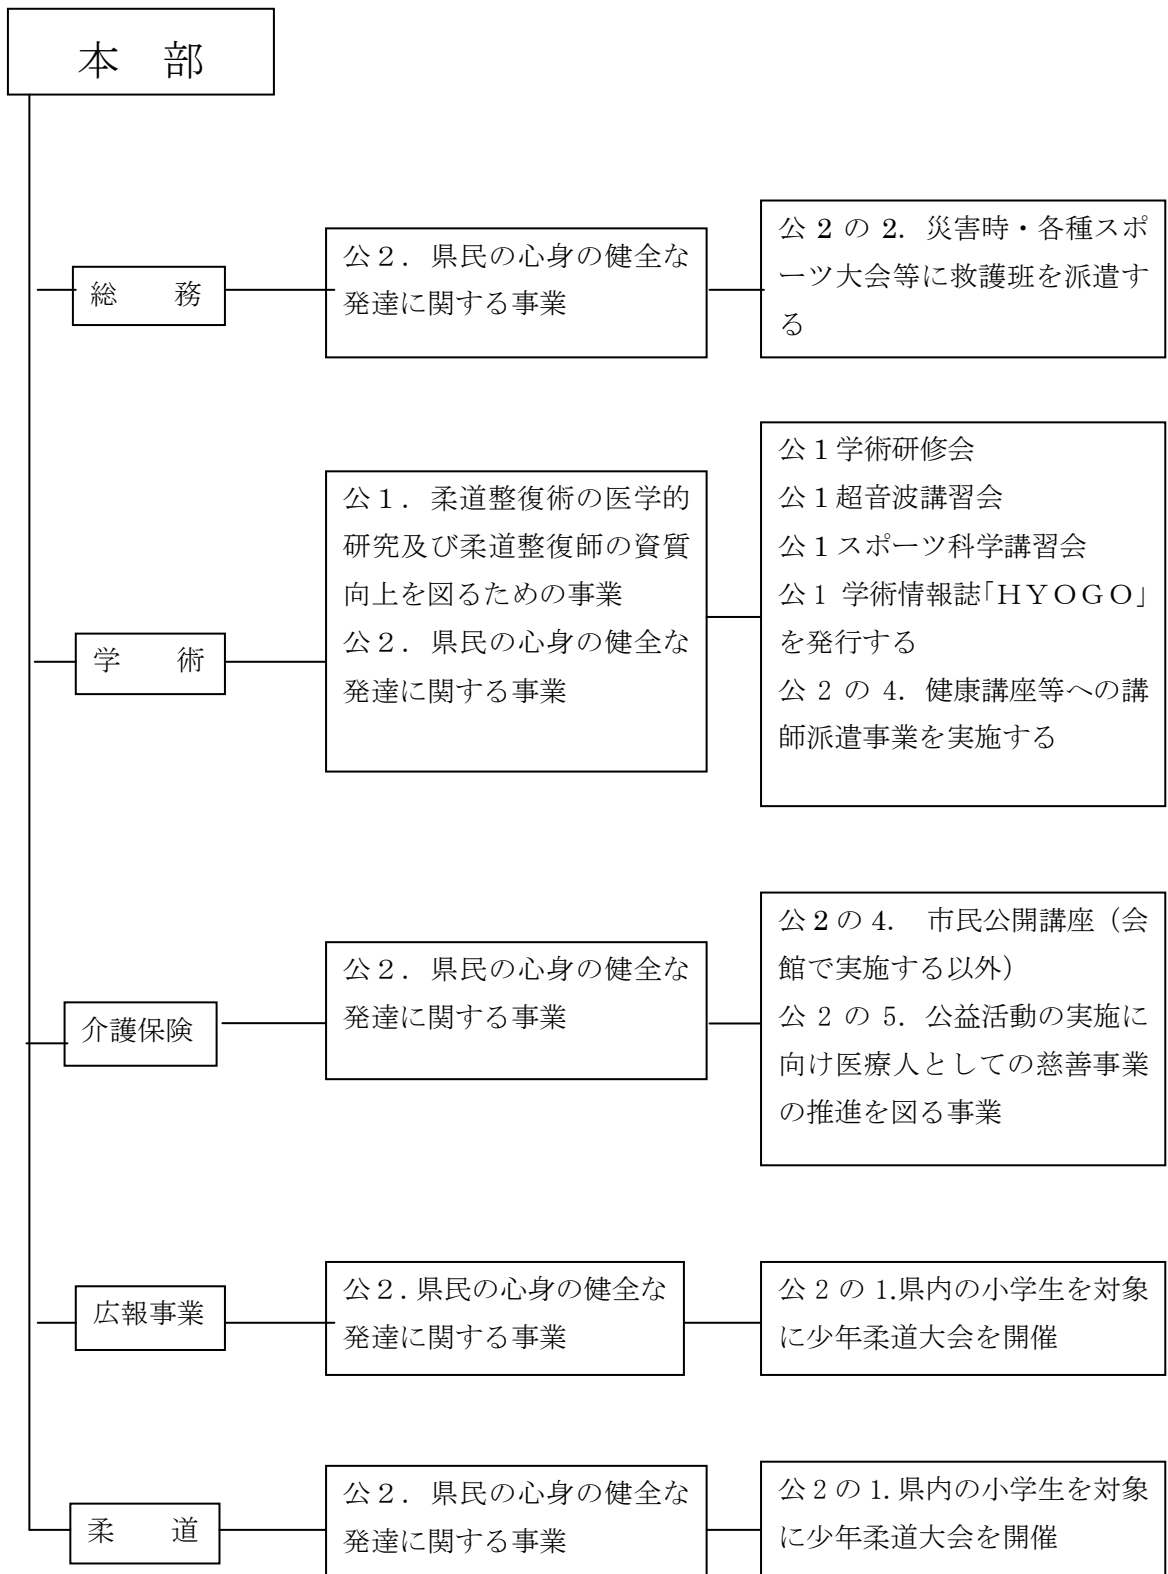 本　部
総　　務
公２．県民の心身の健全な
発達に関する事業
公 2 の 2．災害時・各種スポ
ーツ大会等に救護班を派遣す
る
学　　術
公１．柔道整復術の医学的
研究及び柔道整復師の資質
向上を図るための事業
公２．県民の心身の健全な
発達に関する事業
公１学術研修会
公１超音波講習会
公１スポーツ科学講習会
公１ 学術情報誌「ＨＹＯＧＯ」
を発行する
公 2 の 4．健康講座等への講
師派遣事業を実施する
介護保険
公２．県民の心身の健全な
発達に関する事業
公 2 の 4．　市民公開講座（会
館で実施する以外）
公 2 の 5．公益活動の実施に
向け医療人としての慈善事業
の推進を図る事業
広報事業
公２.県民の心身の健全な
発達に関する事業
公 2 の 1.県内の小学生を対象
に少年柔道大会を開催
柔　　道
公２．県民の心身の健全な
発達に関する事業
公 2 の 1.県内の小学生を対象
に少年柔道大会を開催